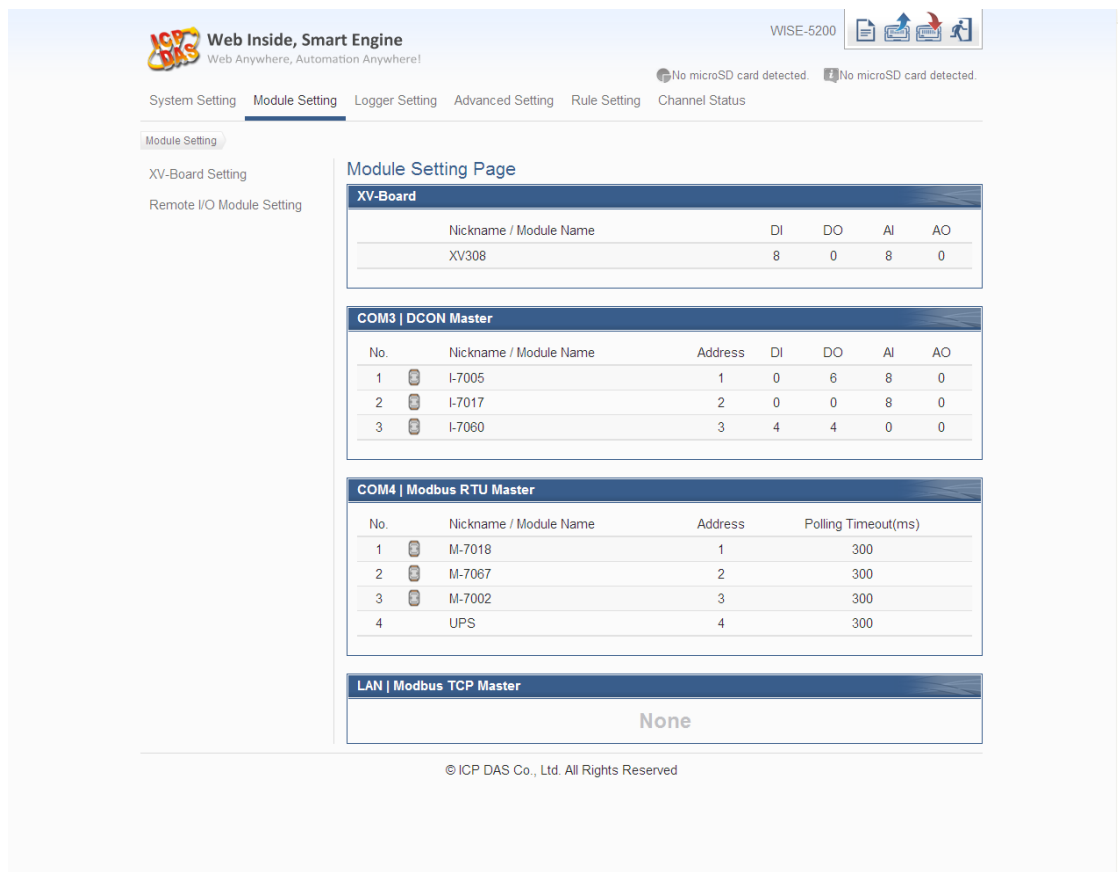 ICP DAS
Web Inside, Smart Engine
Web Anywhere, Automation Anywhere!
WISE-5200
No microSD card detected. No microSD card detected.
System Setting Module Setting Logger Setting Advanced Setting Rule Setting Channel Status
Module Setting
XV-Board Setting
Remote I/O Module Setting
Module Setting Page
XV-Board
Nickname / Module Name DI DO AI AO
XV308 8 0 8 0
COM3 | DCON Master
No. Nickname / Module Name Address DI DO AI AO
1 I-7005 1 0 6 8 0
2 I-7017 2 0 0 8 0
3 I-7060 3 4 4 0 0
COM4 | Modbus RTU Master
No. Nickname / Module Name Address Polling Timeout(ms)
1 M-7018 1 300
2 M-7067 2 300
3 M-7002 3 300
4 UPS 4 300
LAN | Modbus TCP Master
None
© ICP DAS Co., Ltd. All Rights Reserved